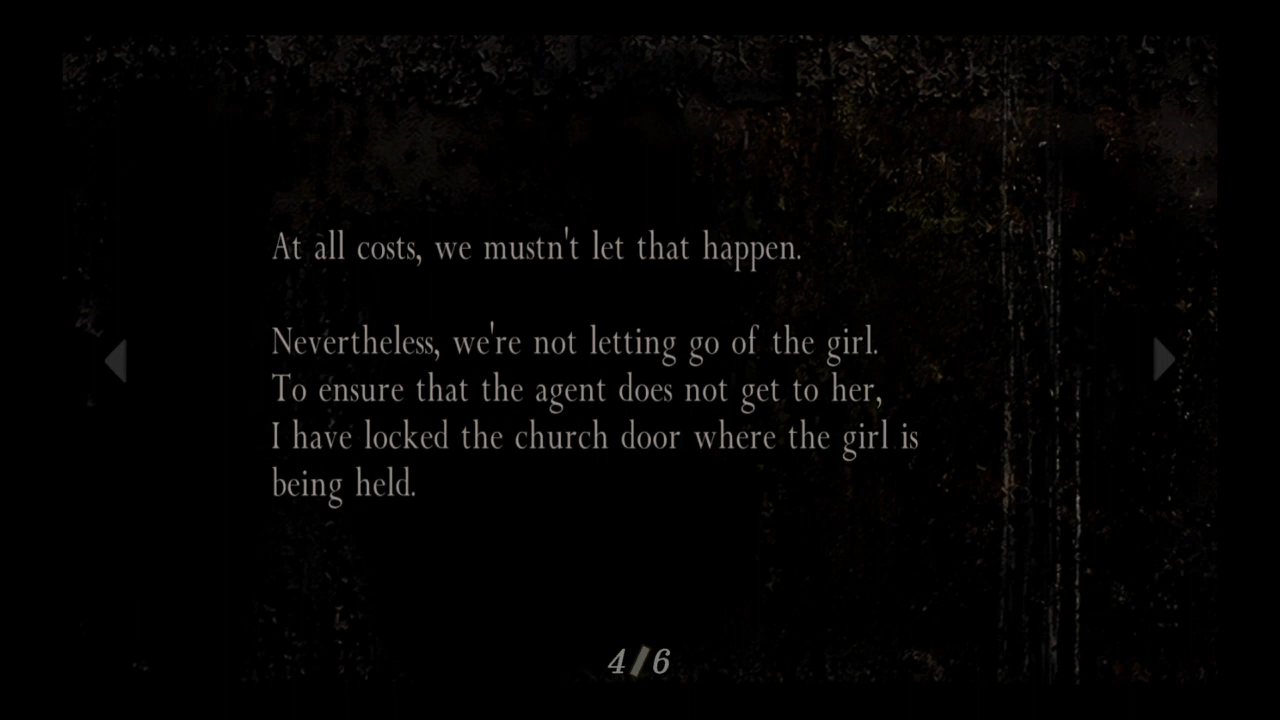 At all costs, we mustn't let that happen.
Nevertheless, we're not letting go of the girl.
To ensure that the agent does not get to her,
I have locked the church door where the girl is
being held.
4/6